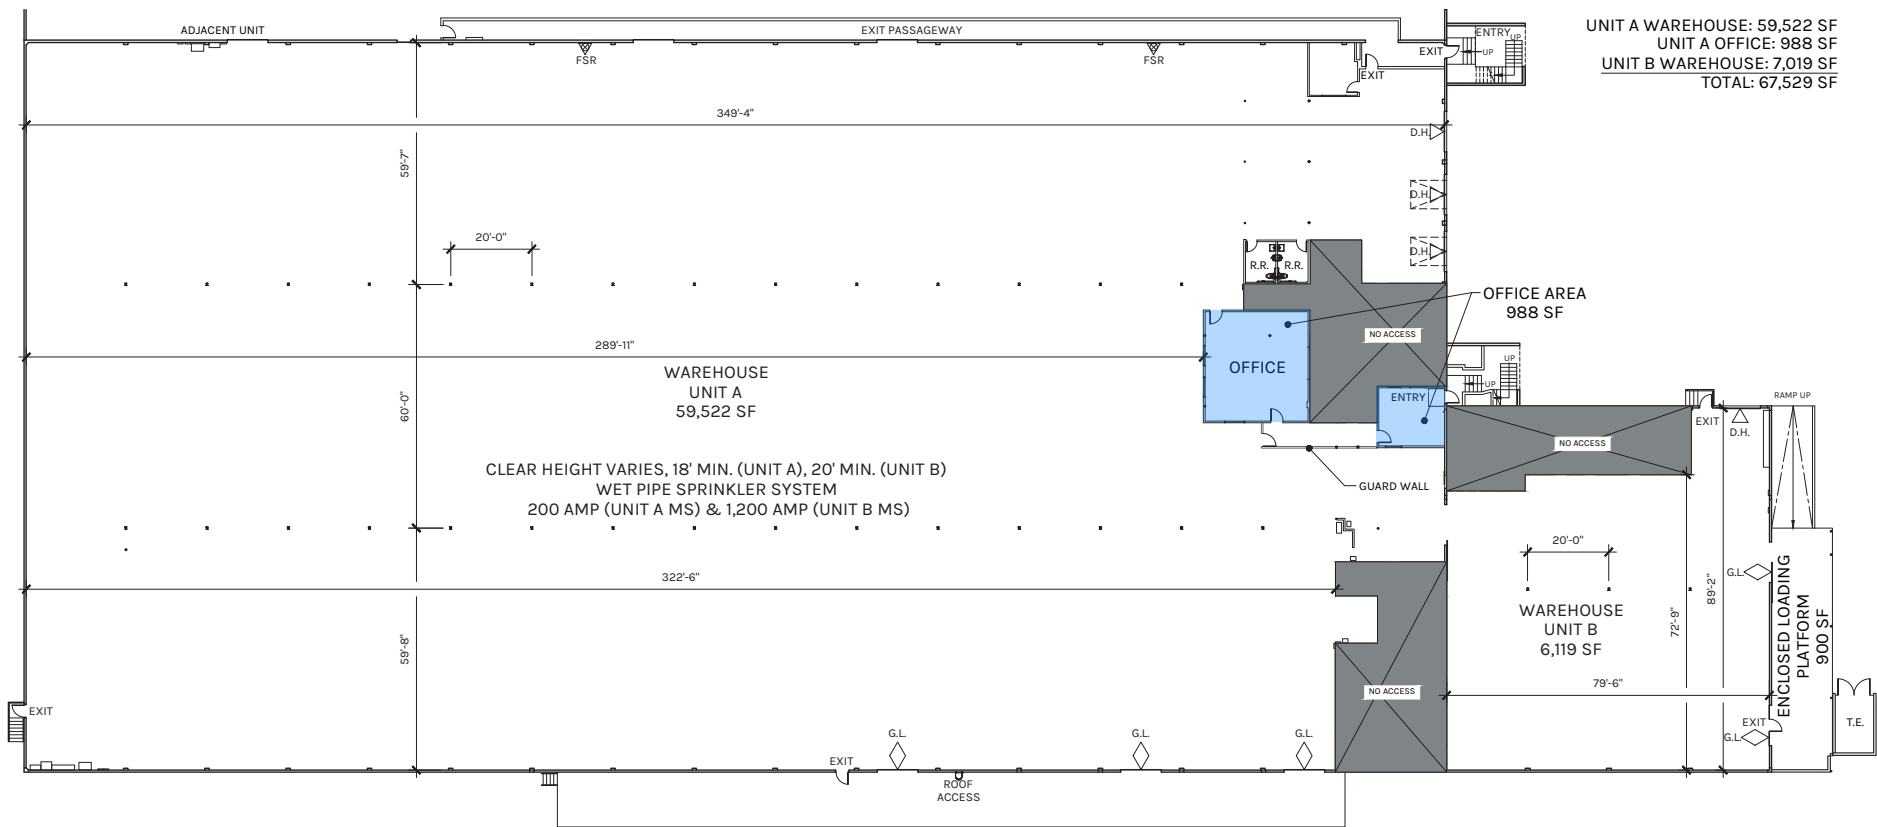 UNIT A WAREHOUSE: 59,522 SF
UNIT A OFFICE: 988 SF
UNIT B WAREHOUSE: 7,019 SF
TOTAL: 67,529 SF
ADJACENT UNIT
EXIT PASSAGEWAY
ENTRY
UP
UP
EXIT
EXIT
FSR
FSR
349'-4"
D.H.
59'-7"
D.H.
20'-0"
D.H.
R.R.
R.R.
OFFICE AREA
988 SF
NO ACCESS
289'-11"
OFFICE
WAREHOUSE
UNIT A
59,522 SF
60'-0"
UP
UP
ENTRY
RAMP UP
EXIT
D.H.
NO ACCESS
CLEAR HEIGHT VARIES, 18' MIN. (UNIT A), 20' MIN. (UNIT B)
WET PIPE SPRINKLER SYSTEM
200 AMP (UNIT A MS) & 1,200 AMP (UNIT B MS)
GUARD WALL
20'-0"
322'-6"
G.L.
89'-2"
72'-9"
WAREHOUSE
UNIT B
6,119 SF
ENCLOSED LOADING
PLATFORM
900 SF
59'-8"
79'-6"
NO ACCESS
EXIT
EXIT
G.L.
T.E.
G.L.
G.L.
G.L.
EXIT
ROOF
ACCESS